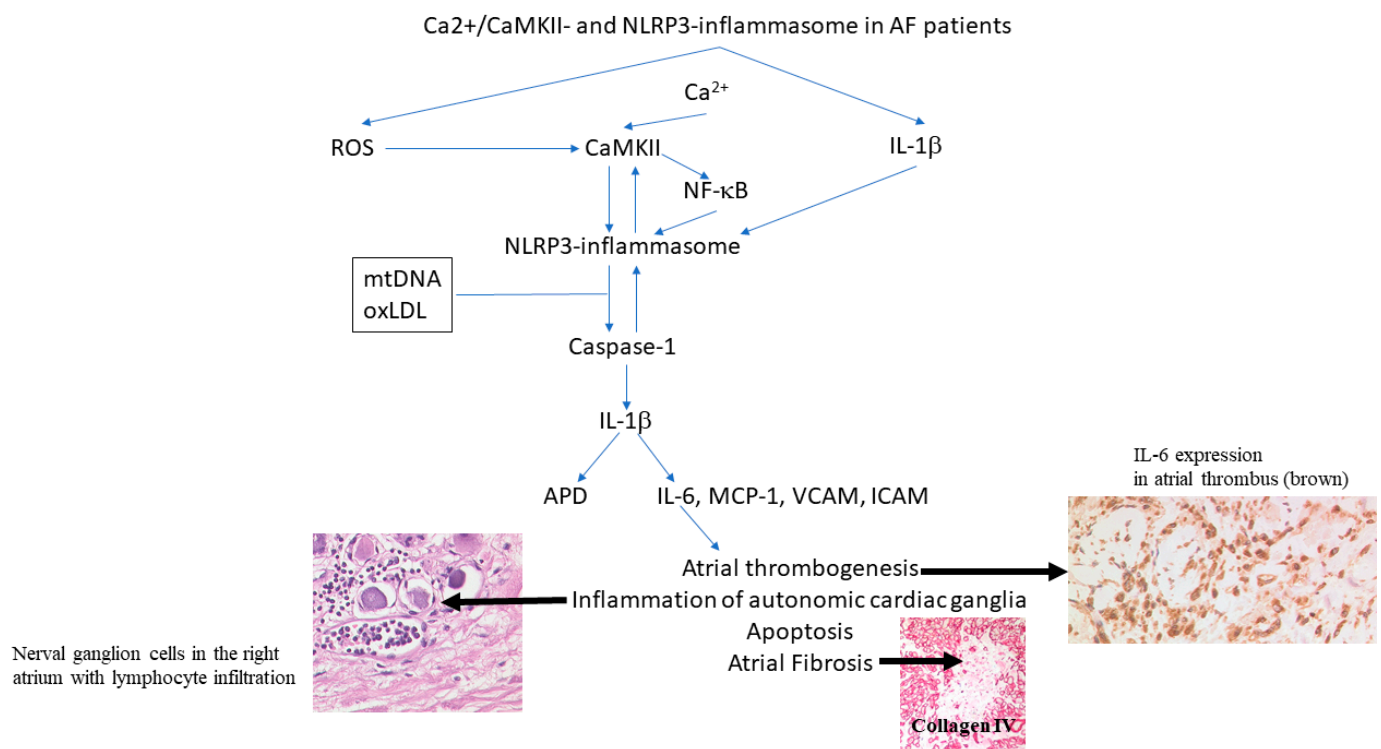 Ca2+/CaMKII- and NLRP3-inflammasome in AF patients
Ca²⁺
ROS
CaMKII
IL-1β
NF-κB
NLRP3-inflammasome
mtDNA
oxLDL
Caspase-1
IL-1β
APD
IL-6, MCP-1, VCAM, ICAM
IL-6 expression
in atrial thrombus (brown)
Atrial thrombogenesis
Inflammation of autonomic cardiac ganglia
Apoptosis
Atrial Fibrosis
Nerval ganglion cells in the right
atrium with lymphocyte infiltration
Collagen IV